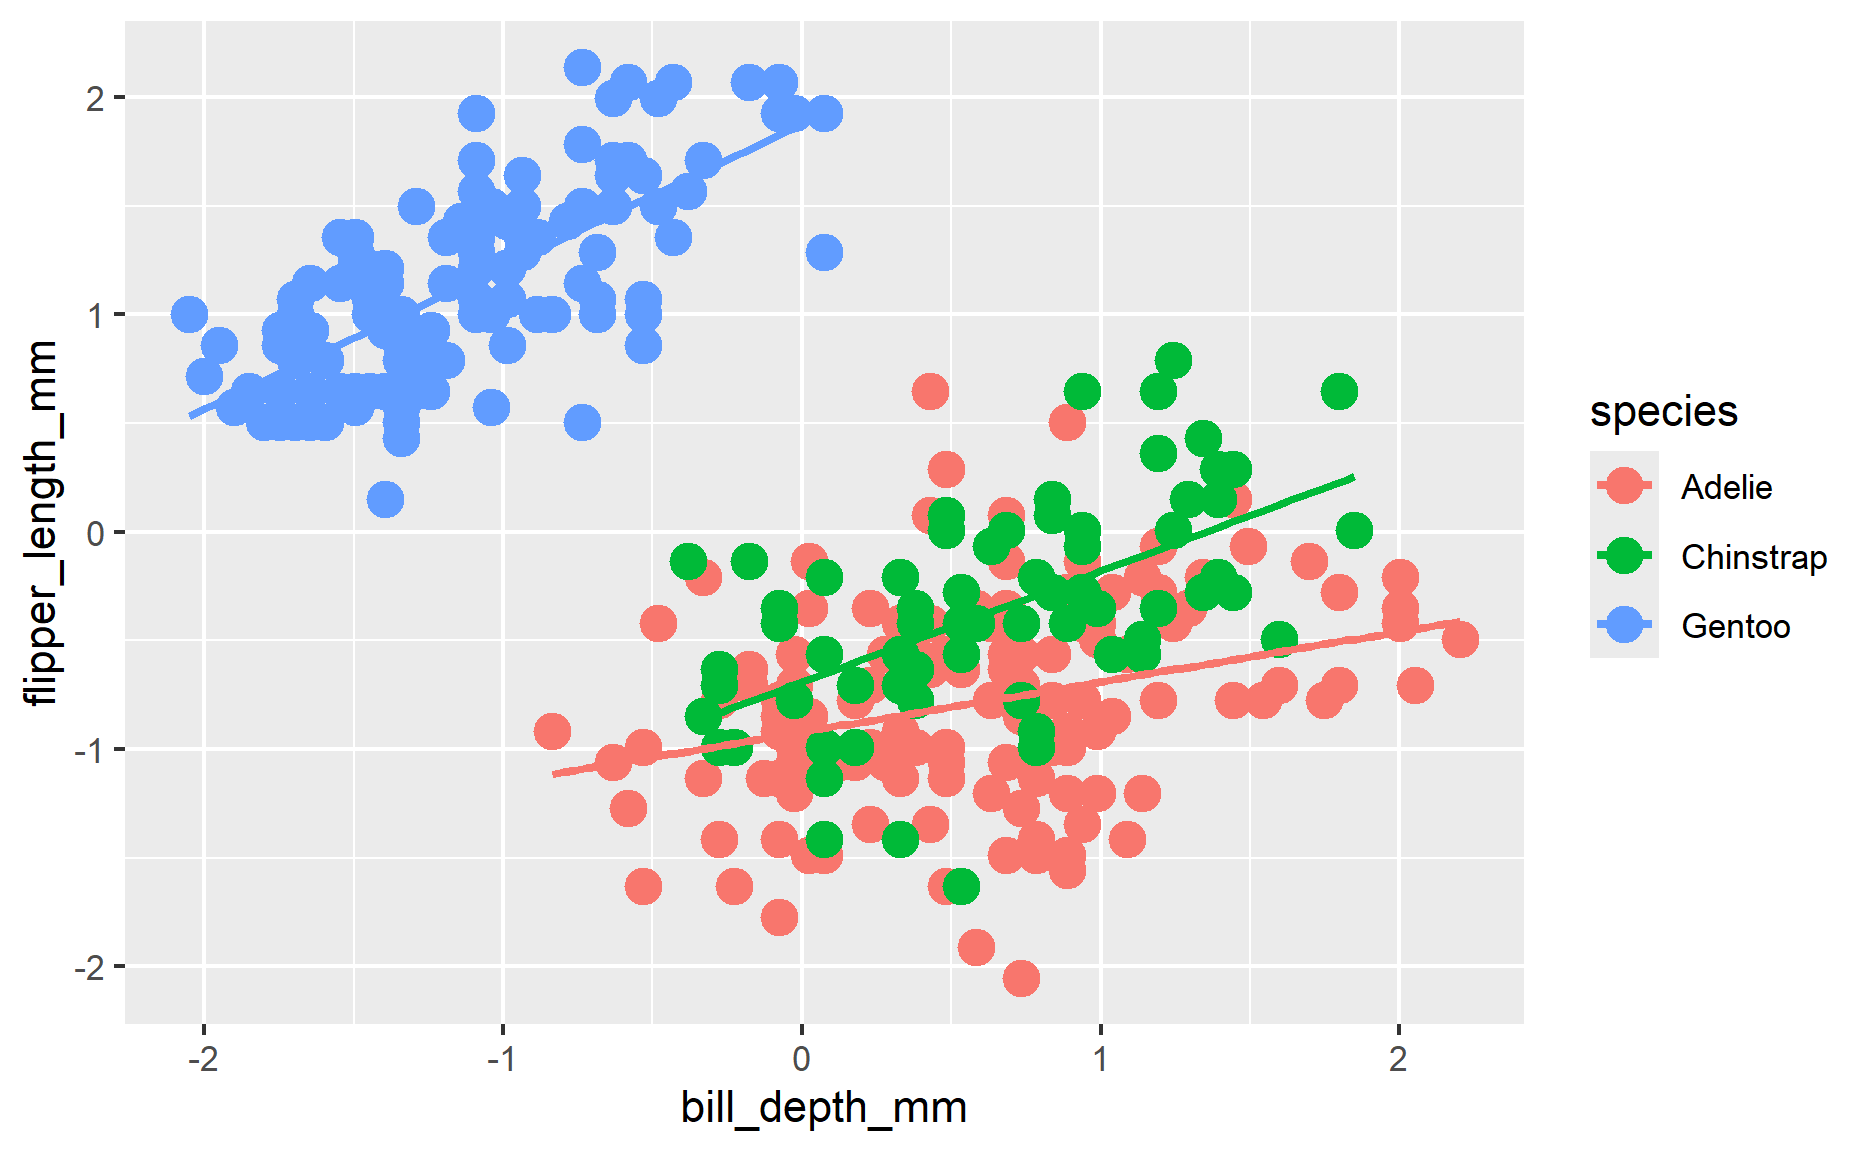 flipper_length_mm
2
1
0
-1
-2
-2 -1 0 1 2
bill_depth_mm
species
Adelie
Chinstrap
Gentoo